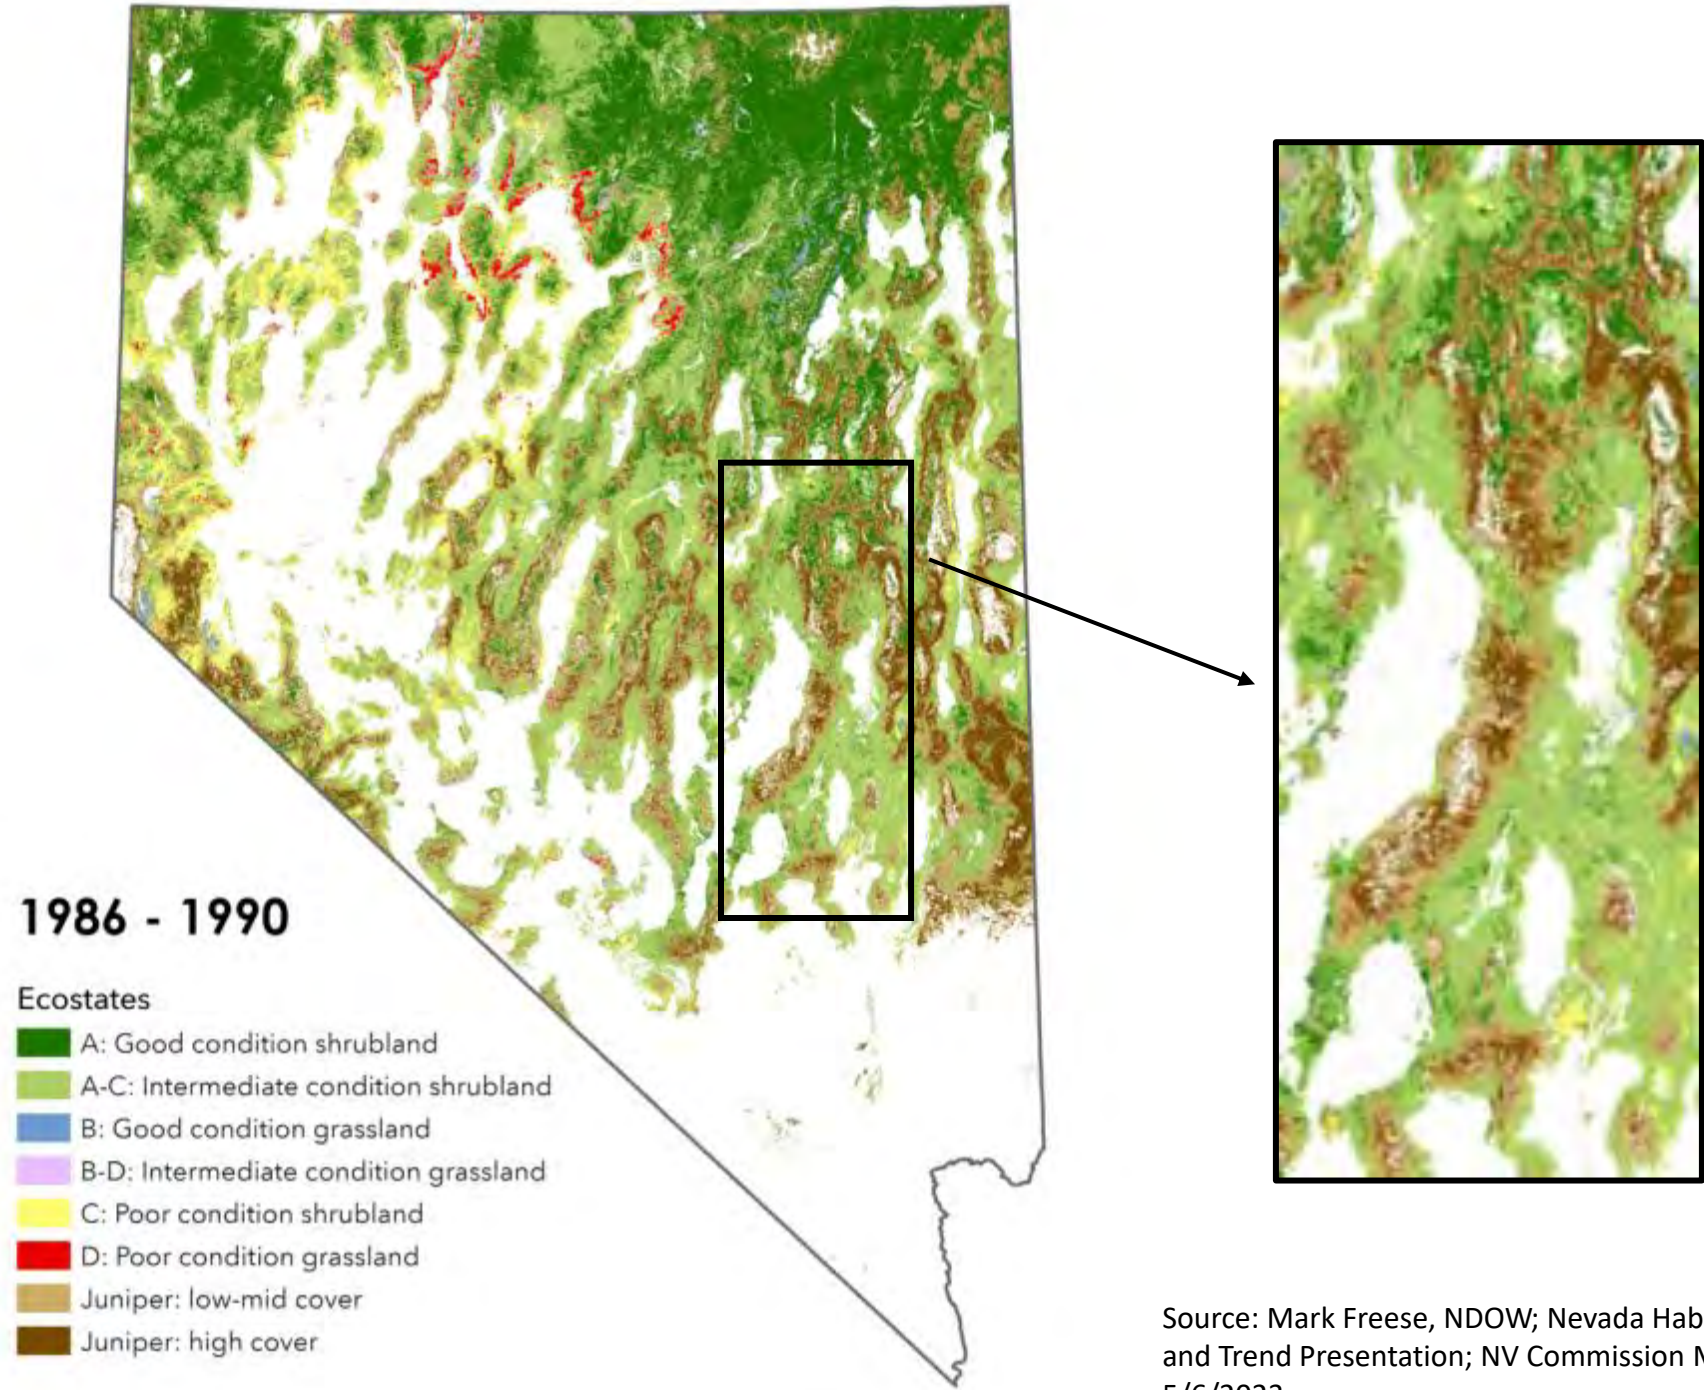 1986 - 1990
Ecostates
A: Good condition shrubland
A-C: Intermediate condition shrubland
B: Good condition grassland
B-D: Intermediate condition grassland
C: Poor condition shrubland
D: Poor condition grassland
Juniper: low-mid cover
Juniper: high cover
Source: Mark Freese, NDOW; Nevada Hab
and Trend Presentation; NV Commission